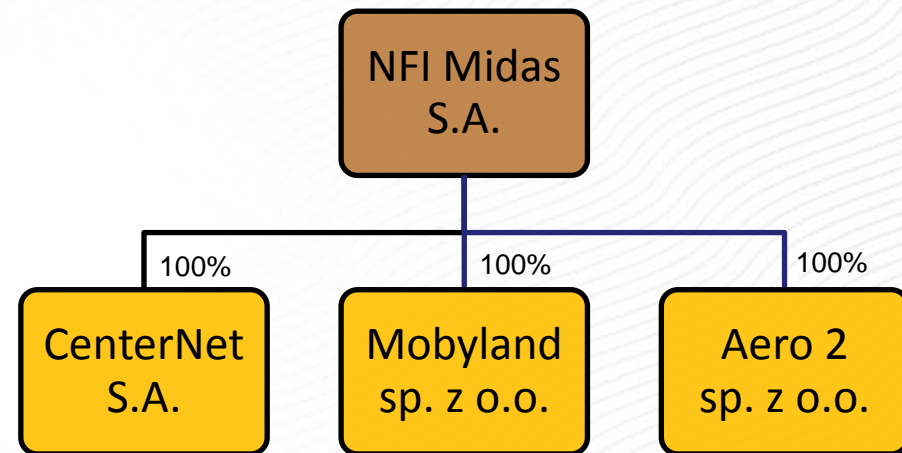 NFI Midas
S.A.
100%
100%
100%
CenterNet
S.A.
Mobyland
sp. z o.o.
Aero 2
sp. z o.o.